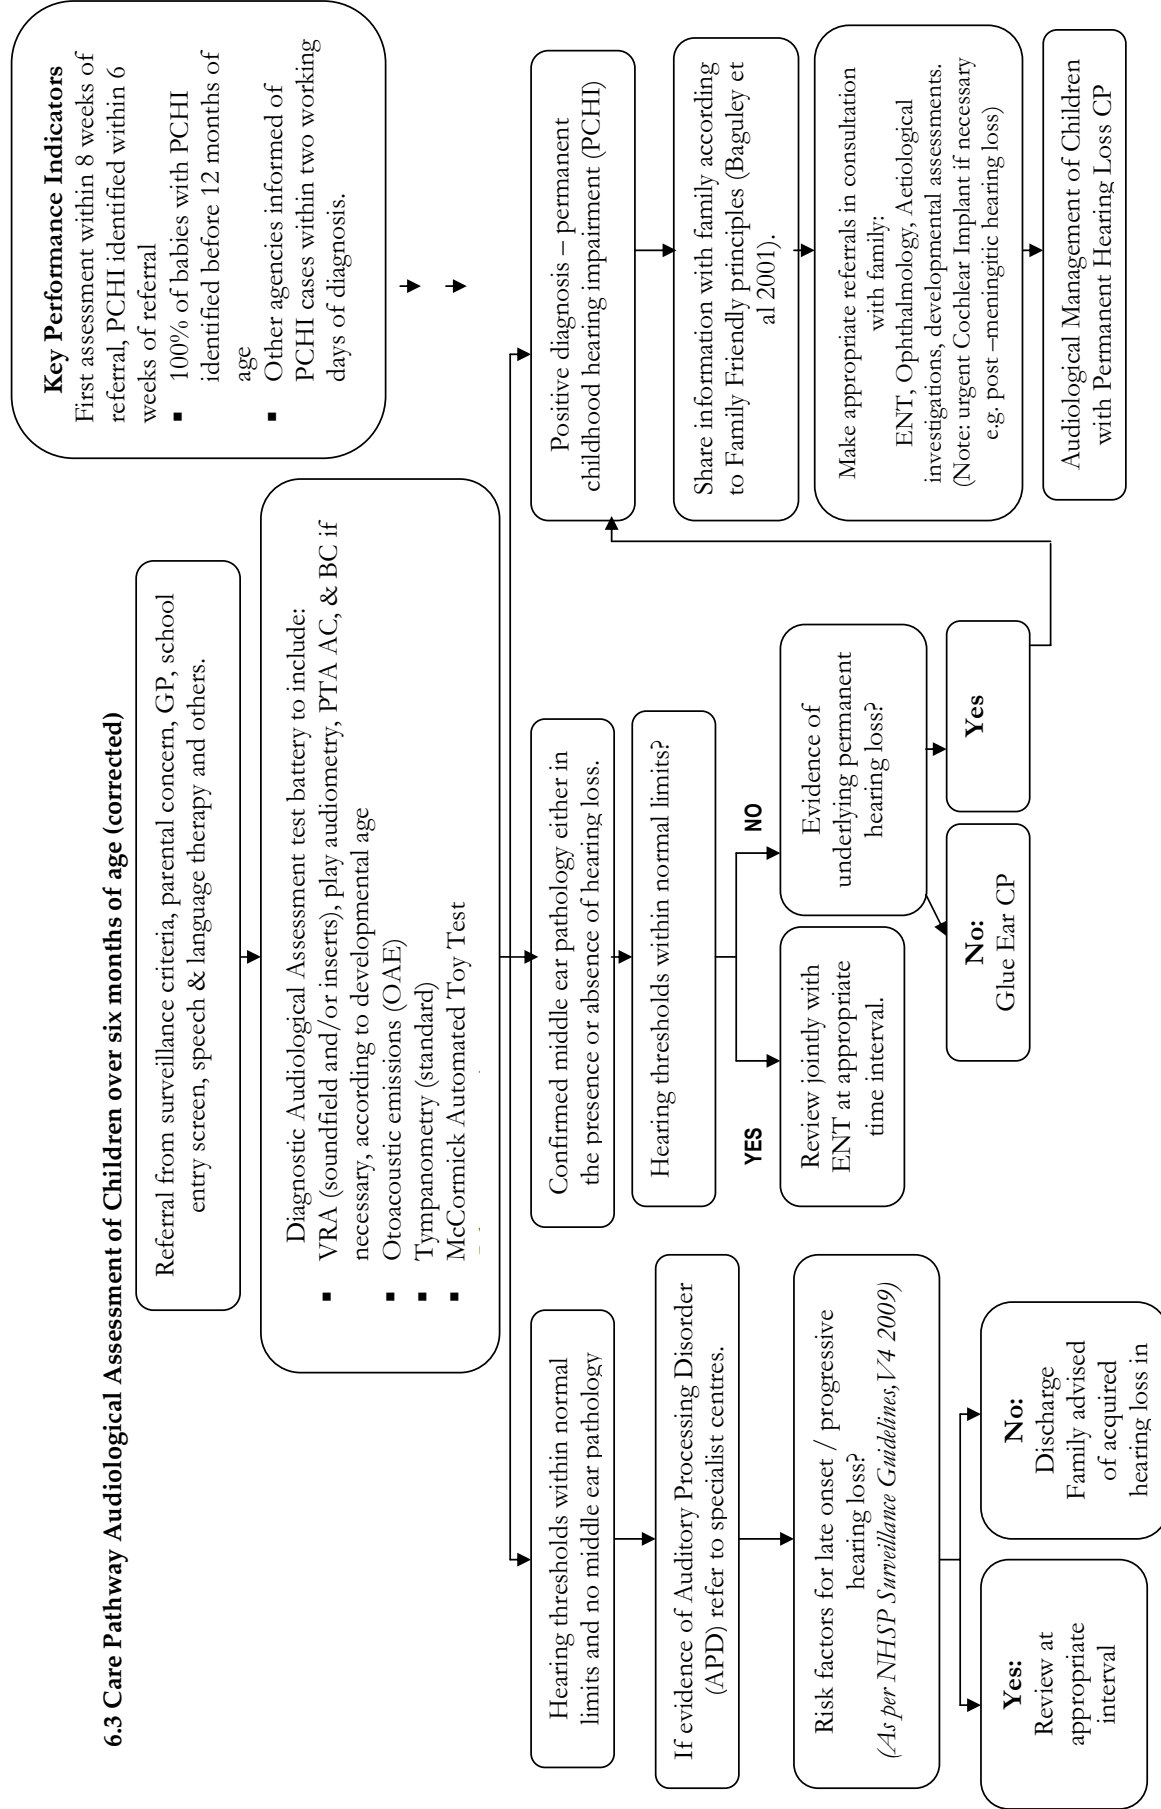 6.3 Care Pathway Audiological Assessment of Children over six months of age (corrected)
Key Performance Indicators
First assessment within 8 weeks of
referral, PCHI identified within 6
weeks of referral
▪ 100% of babies with PCHI
identified before 12 months of
age
▪ Other agencies informed of
PCHI cases within two working
days of diagnosis.
Referral from surveillance criteria, parental concern, GP, school
entry screen, speech & language therapy and others.
Diagnostic Audiological Assessment test battery to include:
▪ VRA (soundfield and/or inserts), play audiometry, PTA AC, & BC if
necessary, according to developmental age
▪ Otoacoustic emissions (OAE)
▪ Tympanometry (standard)
▪ McCormick Automated Toy Test
Hearing thresholds within normal
limits and no middle ear pathology
If evidence of Auditory Processing Disorder
(APD) refer to specialist centres.
Risk factors for late onset / progressive
hearing loss?
(As per NHSP Surveillance Guidelines,V4 2009)
Yes:
Review at
appropriate
interval
No:
Discharge
Family advised
of acquired
hearing loss in
Confirmed middle ear pathology either in
the presence or absence of hearing loss.
Hearing thresholds within normal limits?
YES
NO
Review jointly with
ENT at appropriate
time interval.
Evidence of
underlying permanent
hearing loss?
No:
Glue Ear CP
Yes
Positive diagnosis – permanent
childhood hearing impairment (PCHI)
Share information with family according
to Family Friendly principles (Baguley et
al 2001).
Make appropriate referrals in consultation
with family:
ENT, Ophthalmology, Aetiological
investigations, developmental assessments.
(Note: urgent Cochlear Implant if necessary
e.g. post –meningitic hearing loss)
Audiological Management of Children
with Permanent Hearing Loss CP